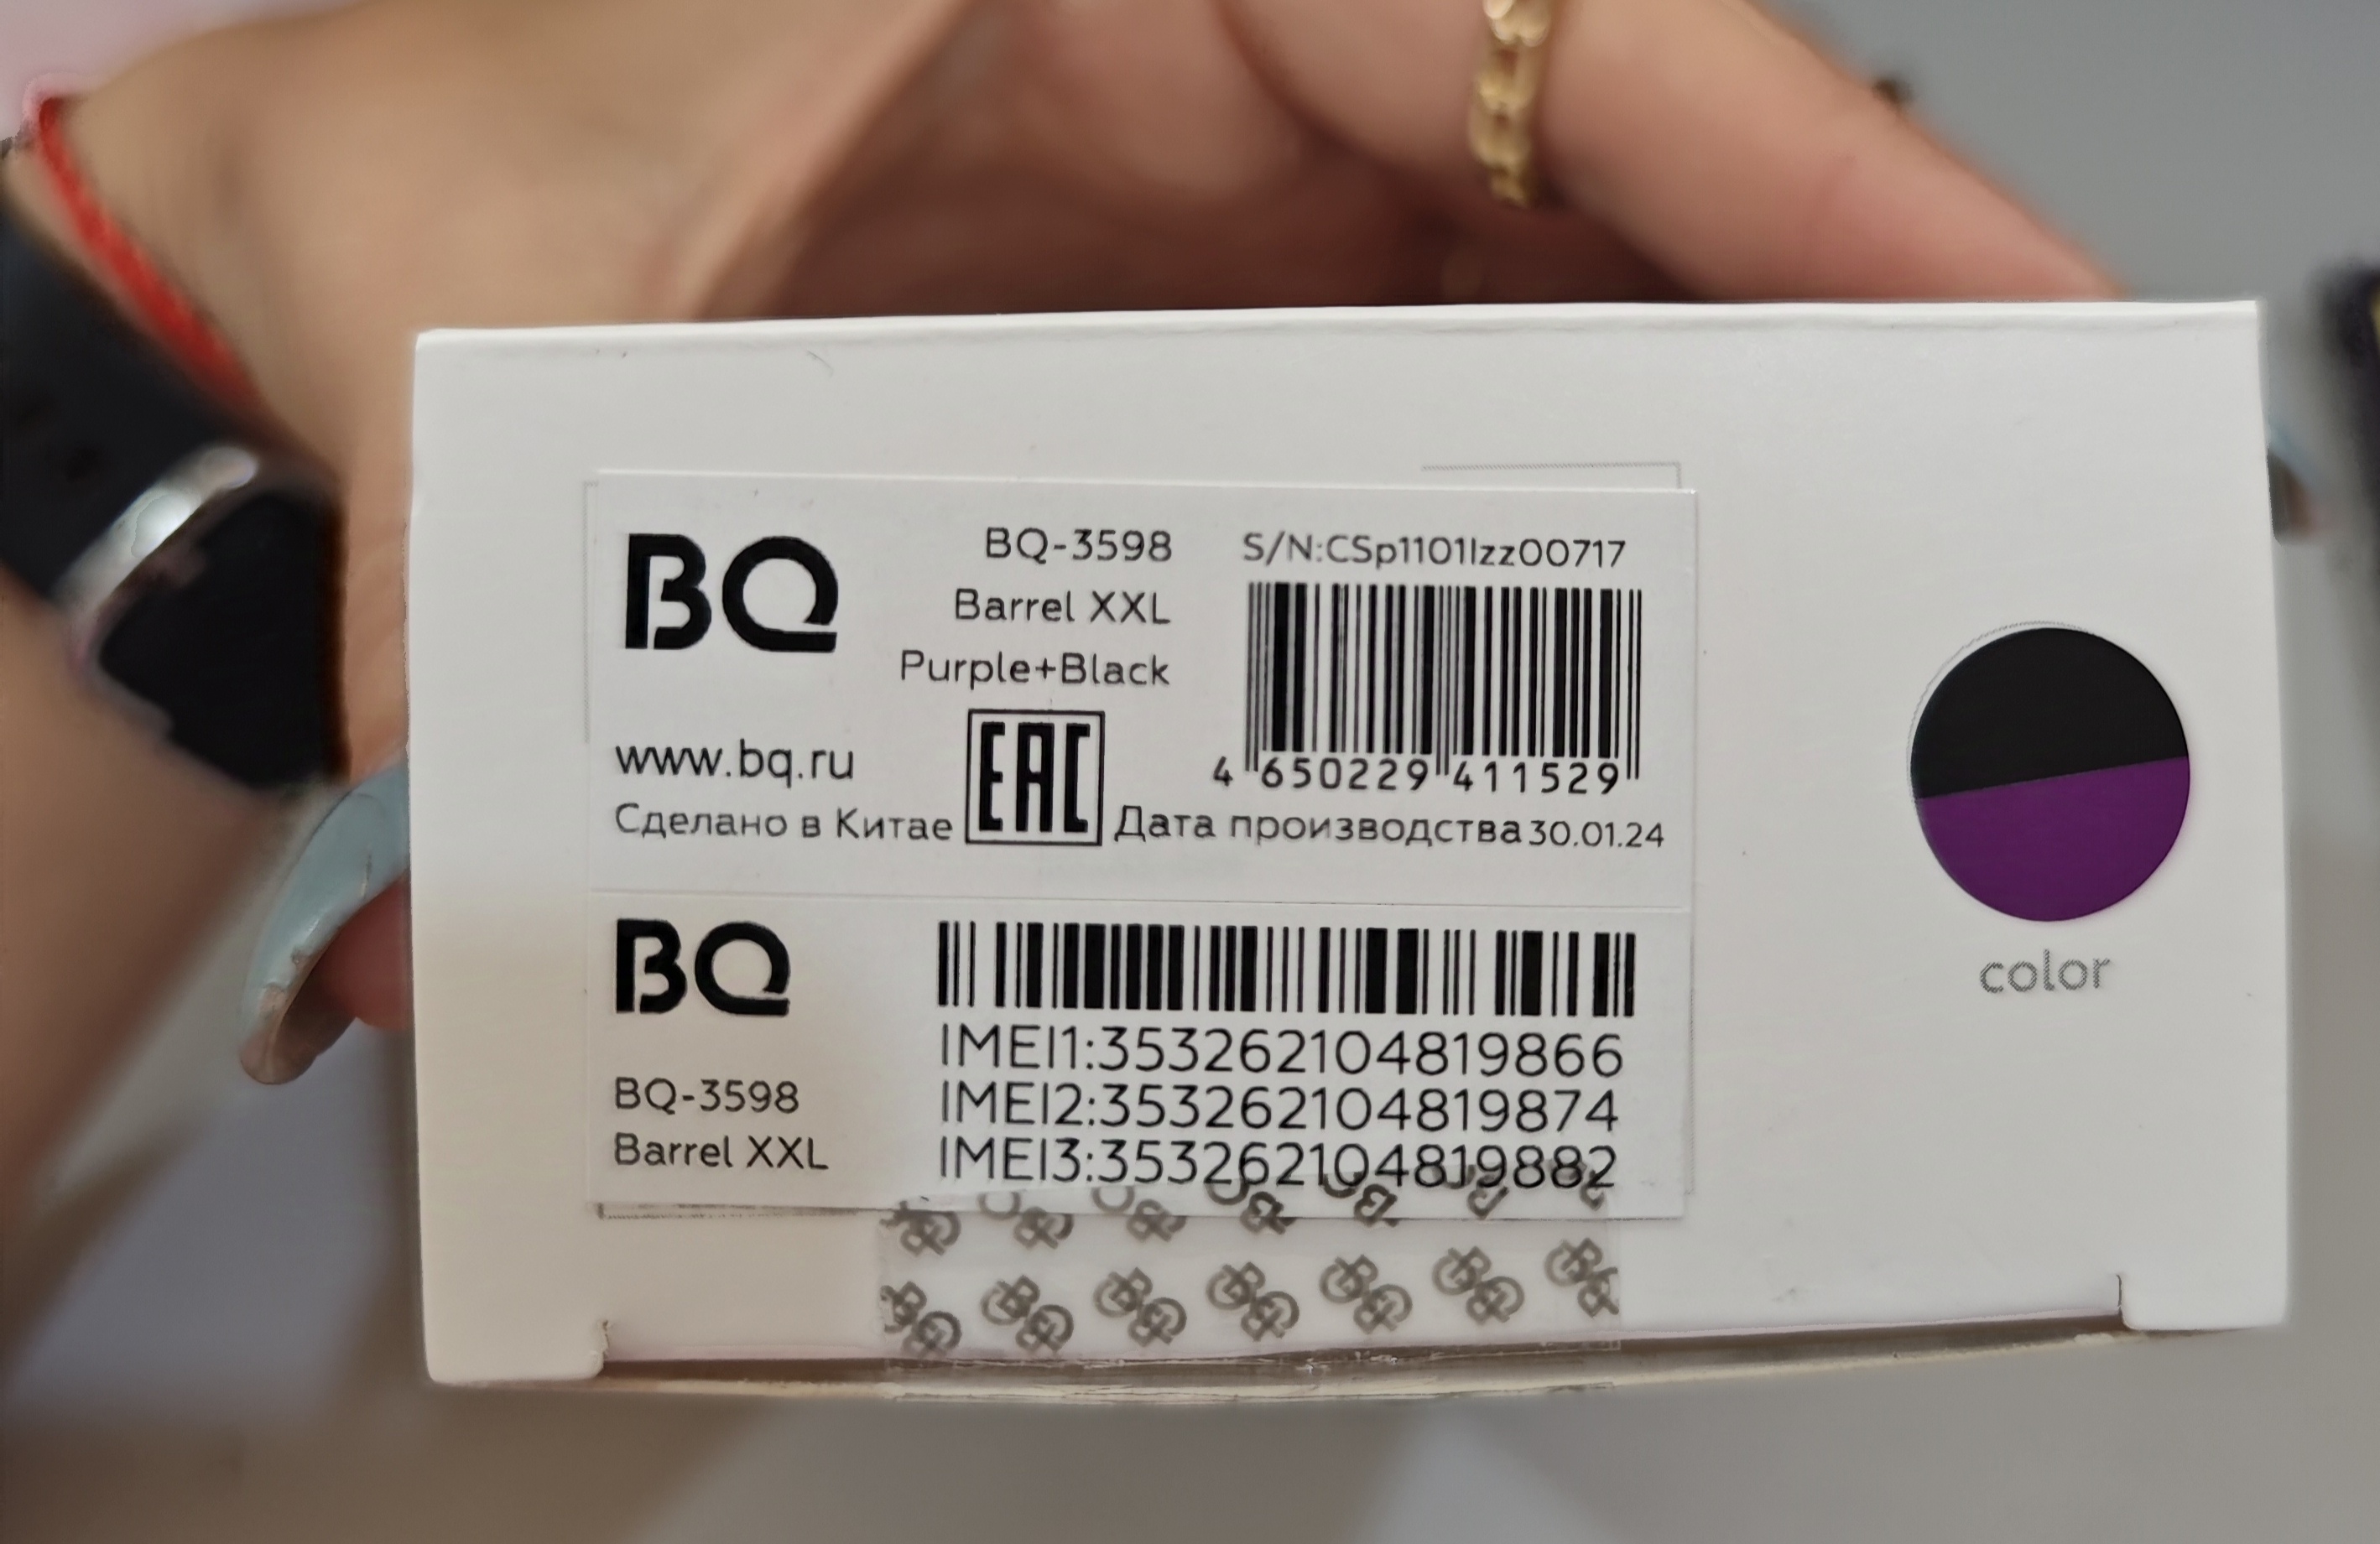 BQ
BQ-3598
Barrel XXL
Purple+Black
S/N:CSp1101lzz00717
4 650229 411529
www.bq.ru
EAC
Сделано в Китае
Дата производства 30.01.24
color
BQ
BQ-3598
Barrel XXL
IMEI1:353262104819866
IMEI2:353262104819874
IMEI3:353262104819882